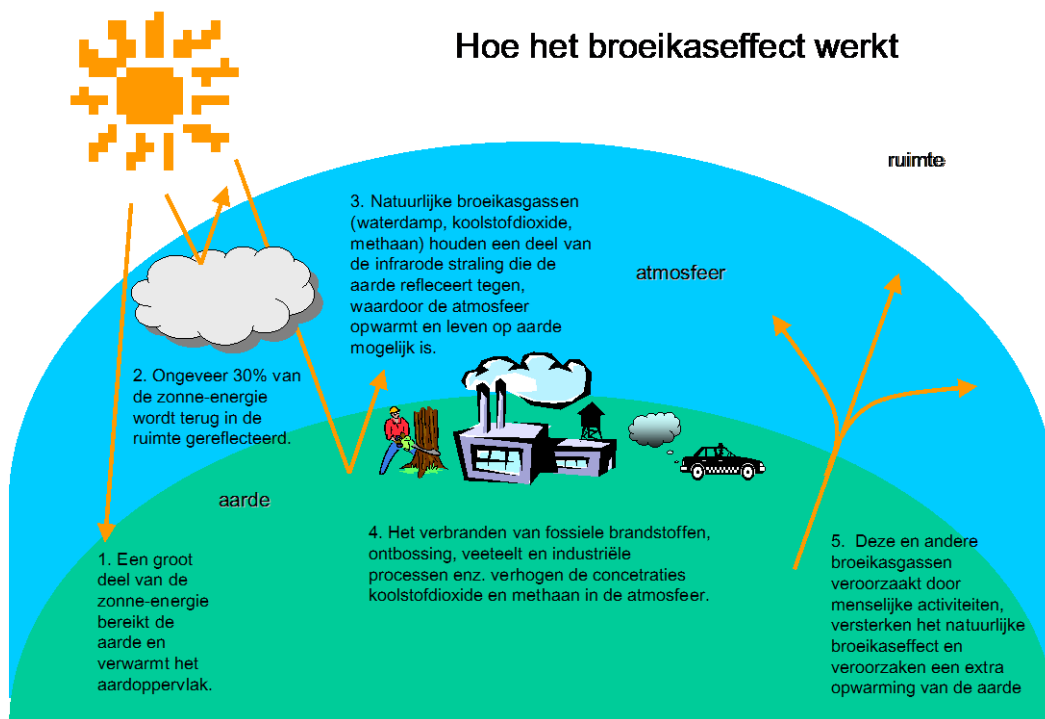 Hoe het broeikaseffect werkt
ruimte
3. Natuurlijke broeikasgassen
(waterdamp, koolstofdioxide,
methaan) houden een deel van
de infrarode straling die de
aarde refleceert tegen,
waardoor de atmosfeer
opwarmt en leven op aarde
mogelijk is.
atmosfeer
2. Ongeveer 30% van
de zonne-energie
wordt terug in de
ruimte gereflecteerd.
aarde
1. Een groot
deel van de
zonne-energie
bereikt de
aarde en
verwarmt het
aardoppervlak.
4. Het verbranden van fossiele brandstoffen,
ontbossing, veeteelt en industriële
processen enz. verhogen de concetraties
koolstofdioxide en methaan in de atmosfeer.
5. Deze en andere
broeikasgassen
veroorzaakt door
menselijke activiteiten,
versterken het natuurlijke
broeikaseffect en
veroorzaken een extra
opwarming van de aarde